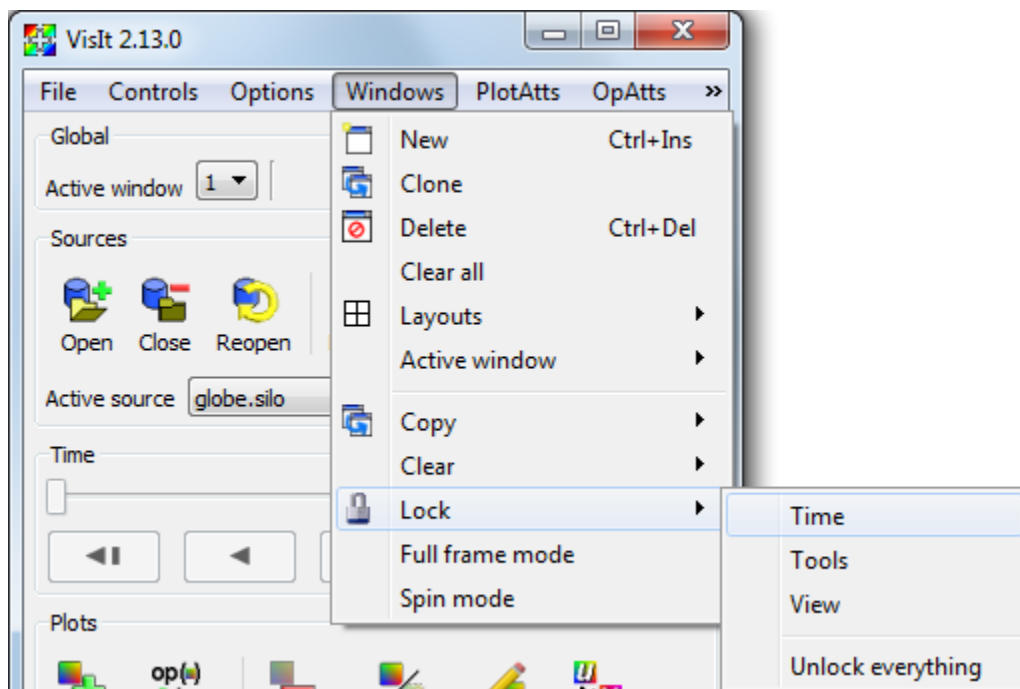 VisIt 2.13.0
File Controls Options Windows PlotAtts OpAtts »
Global
Active window 1
Sources
Open Close Reopen
Active source globe.silo
Time
Plots
op(
New Ctrl+Ins
Clone
Delete Ctrl+Del
Clear all
Layouts
Active window
Copy
Clear
Lock
Full frame mode
Spin mode
Time
Tools
View
Unlock everything